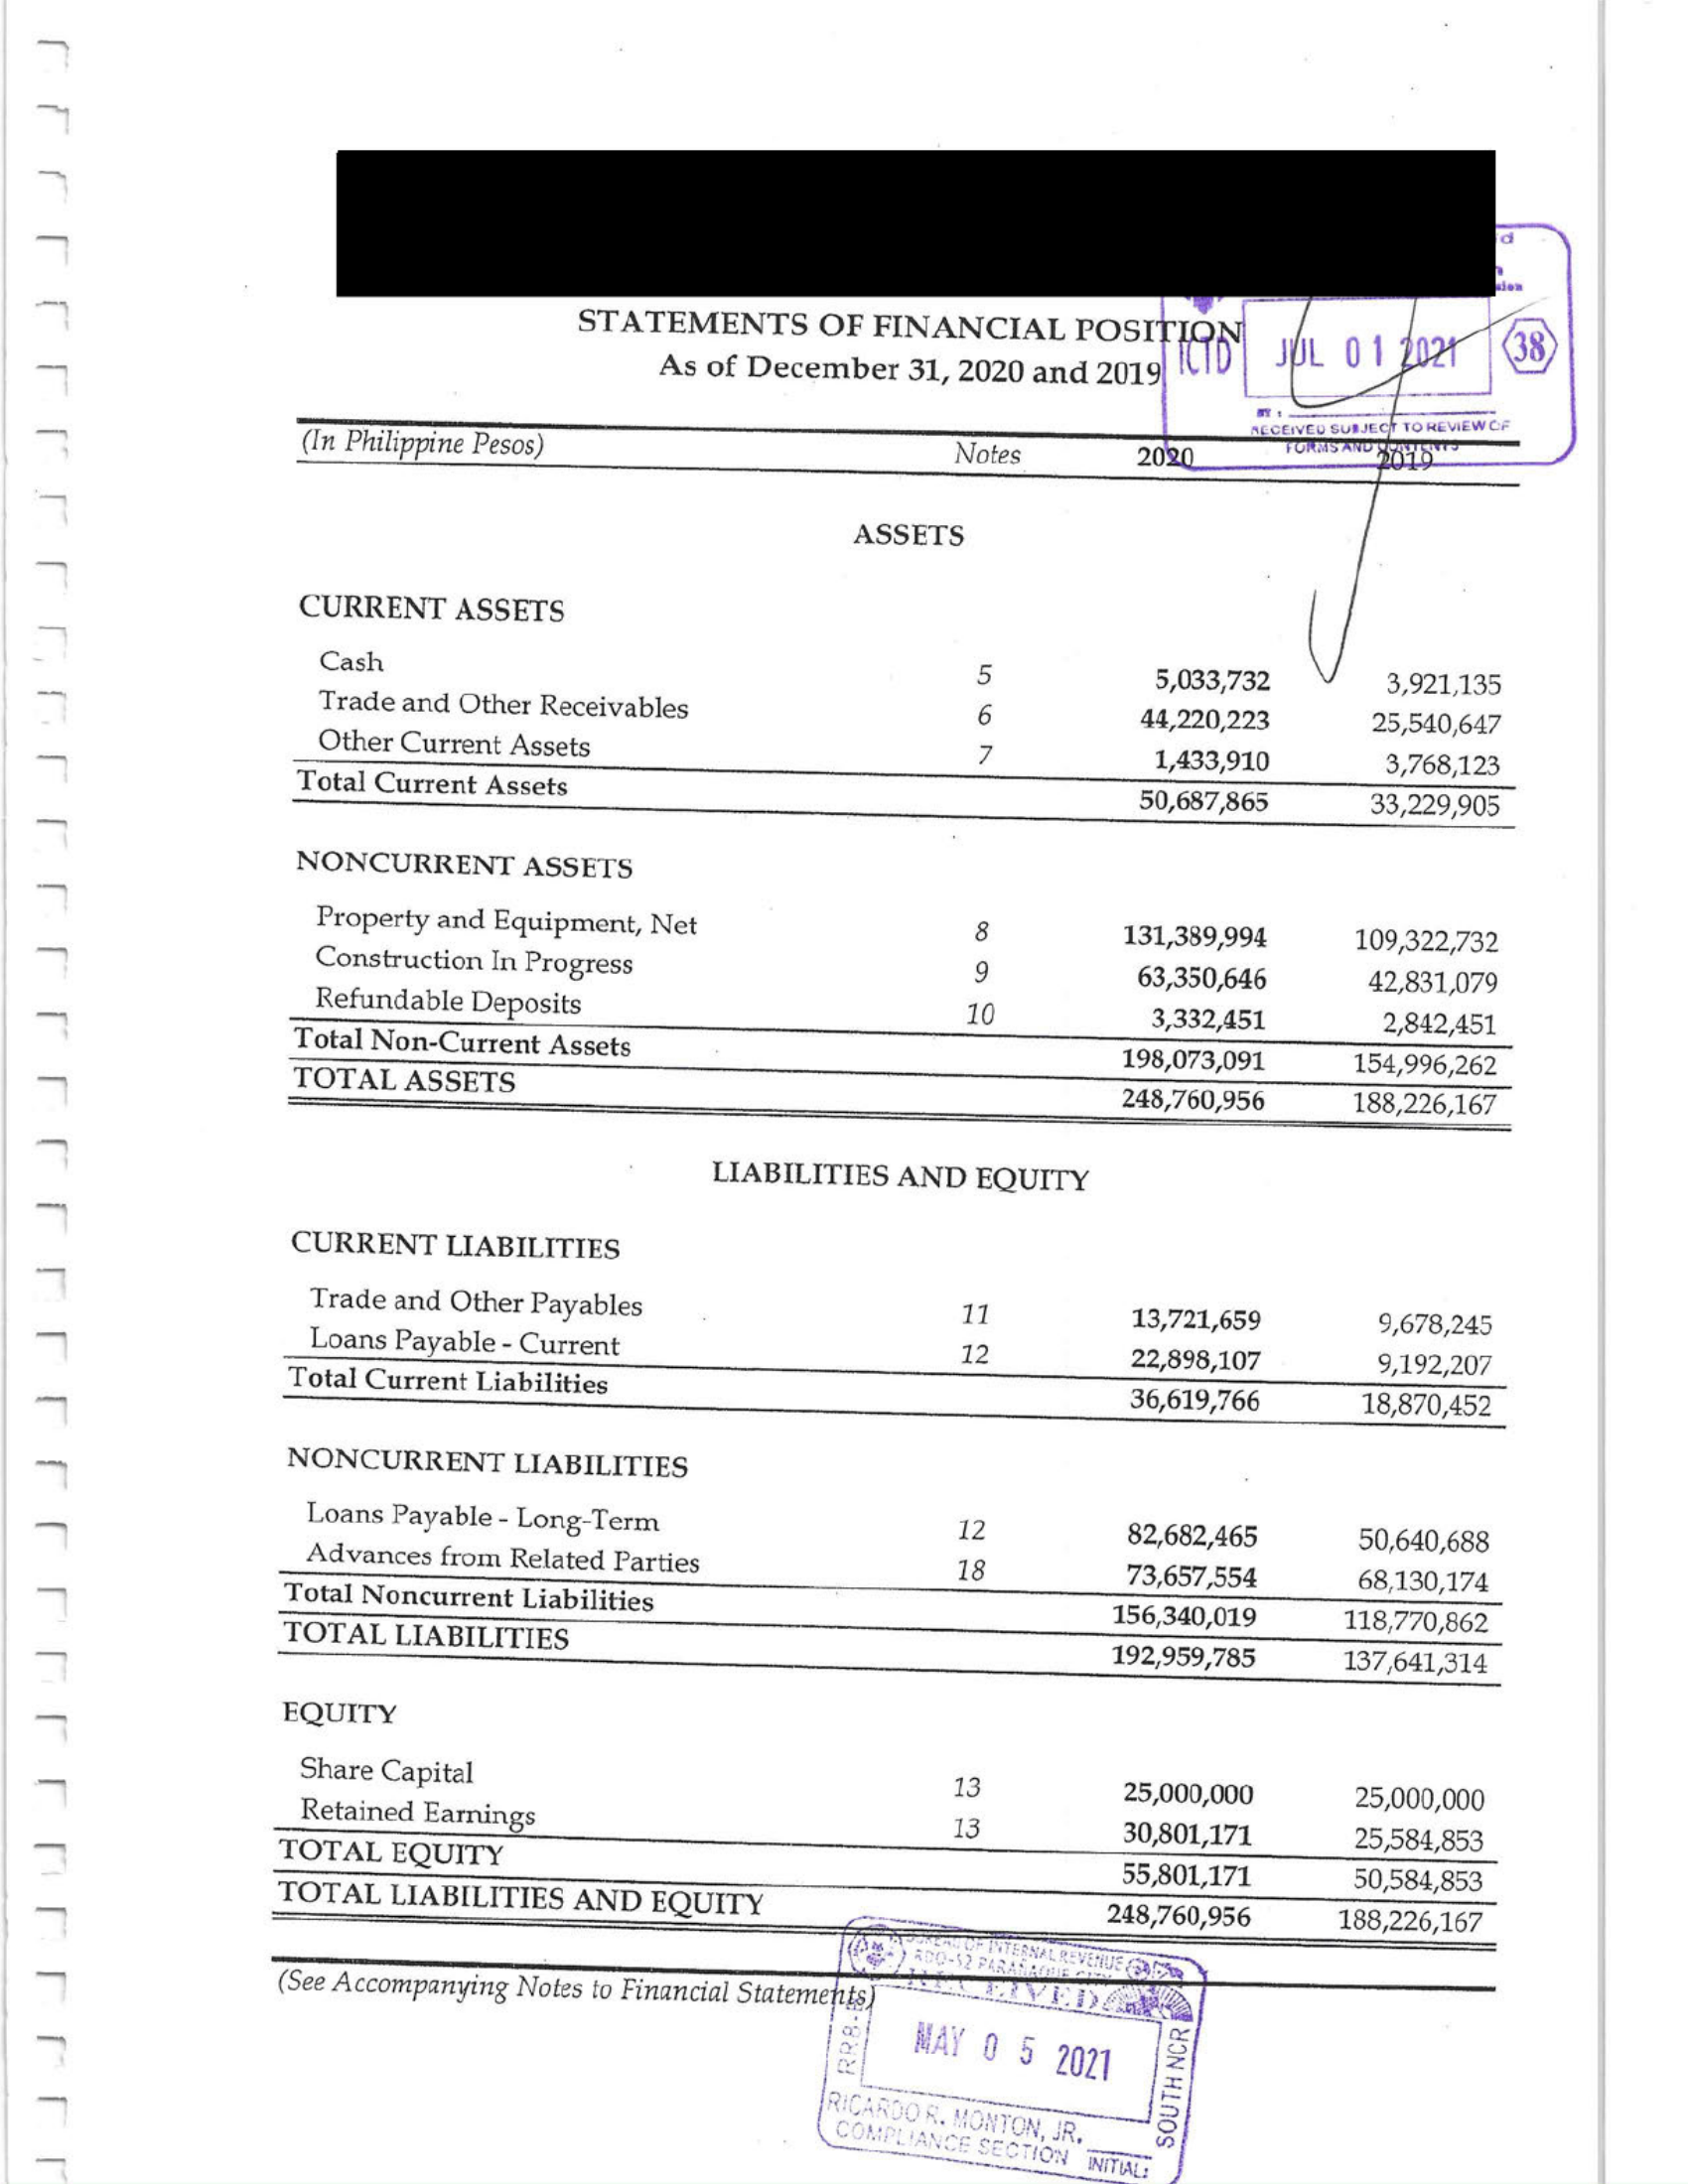 STATEMENTS OF FINANCIAL POSITION
As of December 31, 2020 and 2019
ICTD JUL 01 2021 38
BY :
RECEIVED SUBJECT TO REVIEW OF
FORMS AND CONTENTS
(In Philippine Pesos) Notes 2020 2019
ASSETS
CURRENT ASSETS
Cash 5 5,033,732 3,921,135
Trade and Other Receivables 6 44,220,223 25,540,647
Other Current Assets 7 1,433,910 3,768,123
Total Current Assets 50,687,865 33,229,905
NONCURRENT ASSETS
Property and Equipment, Net 8 131,389,994 109,322,732
Construction In Progress 9 63,350,646 42,831,079
Refundable Deposits 10 3,332,451 2,842,451
Total Non-Current Assets 198,073,091 154,996,262
TOTAL ASSETS 248,760,956 188,226,167
LIABILITIES AND EQUITY
CURRENT LIABILITIES
Trade and Other Payables 11 13,721,659 9,678,245
Loans Payable - Current 12 22,898,107 9,192,207
Total Current Liabilities 36,619,766 18,870,452
NONCURRENT LIABILITIES
Loans Payable - Long-Term 12 82,682,465 50,640,688
Advances from Related Parties 18 73,657,554 68,130,174
Total Noncurrent Liabilities 156,340,019 118,770,862
TOTAL LIABILITIES 192,959,785 137,641,314
EQUITY
Share Capital 13 25,000,000 25,000,000
Retained Earnings 13 30,801,171 25,584,853
TOTAL EQUITY 55,801,171 50,584,853
TOTAL LIABILITIES AND EQUITY 248,760,956 188,226,167
BUREAU OF INTERNAL REVENUE
RDO-52 PARAÑAQUE CITY
RECEIVED
(See Accompanying Notes to Financial Statements)
MAY 05 2021
SOUTH NCR
RICARDO R. MONTON, JR.
COMPLIANCE SECTION INITIAL: